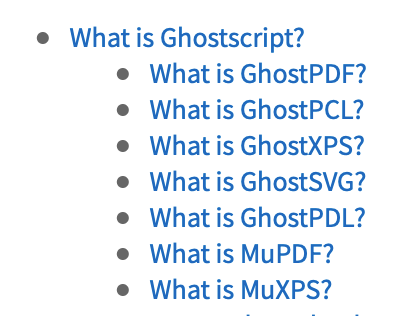 What is Ghostscript?
What is GhostPDF?
What is GhostPCL?
What is GhostXPS?
What is GhostSVG?
What is GhostPDL?
What is MuPDF?
What is MuXPS?